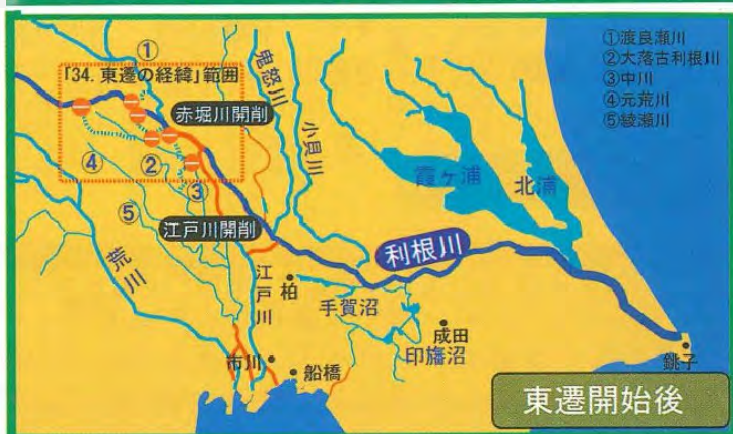 ①渡良瀬川
②大落古利根川
③中川
④元荒川
⑤綾瀬川
①
「34. 東遷の経緯」範囲
鬼怒川
赤堀川開削
小貝川
④
②
③
⑤
江戸川開削
荒川
霞ヶ浦
北浦
利根川
江戸川
柏
手賀沼
成田
印旛沼
市川
船橋
銚子
東遷開始後